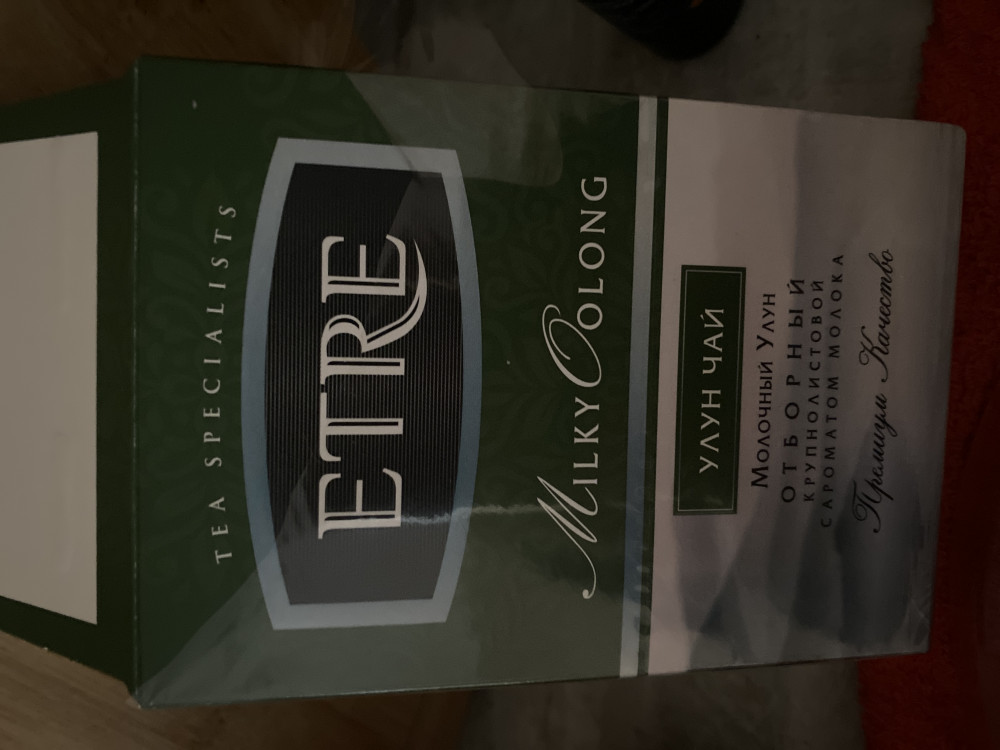 TEA SPECIALISTS
ETRE
MILKY OOLONG
УЛУН ЧАЙ
МОЛОЧНЫЙ УЛУН
ОТБОРНЫЙ
КРУПНОЛИСТОВОЙ
С АРОМАТОМ МОЛОКА
Премиум Качество